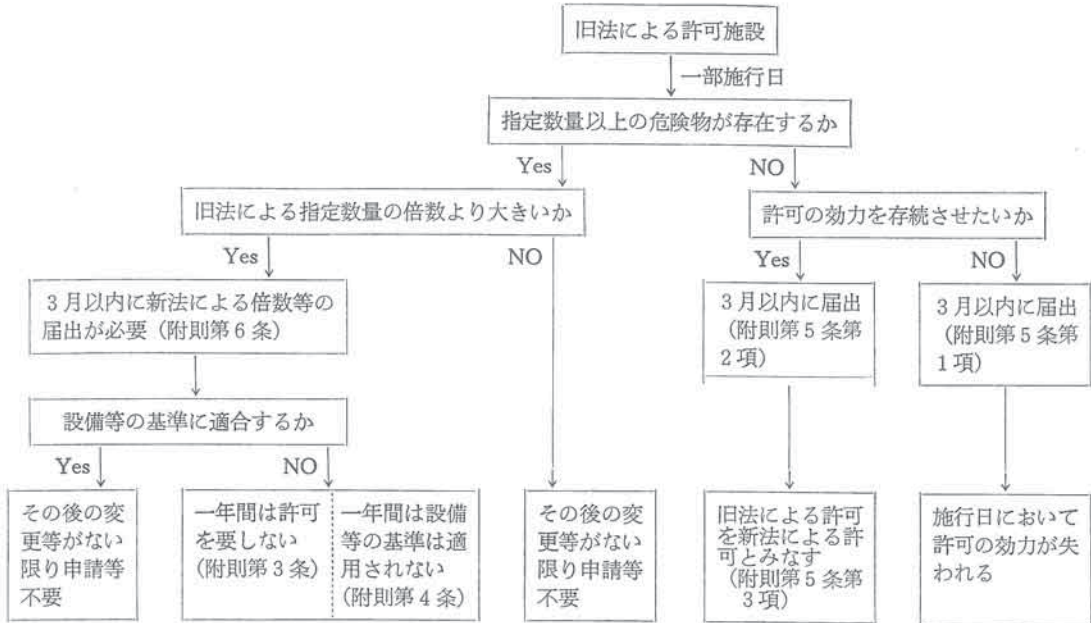 旧法による許可施設
一部施行日
指定数量以上の危険物が存在するか
Yes
NO
旧法による指定数量の倍数より大きいか
許可の効力を存続させたいか
Yes
NO
Yes
NO
3月以内に新法による倍数等の
届出が必要（附則第6条）
3月以内に届出
（附則第5条第
2項）
3月以内に届出
（附則第5条第
1項）
設備等の基準に適合するか
Yes
NO
その後の変
更等がない
限り申請等
不要
一年間は許可
を要しない
（附則第3条）
一年間は設備
等の基準は適
用されない
（附則第4条）
その後の変
更等がない
限り申請等
不要
旧法による許可
を新法による許
可とみなす
（附則第5条第
3項）
施行日において
許可の効力が失
われる